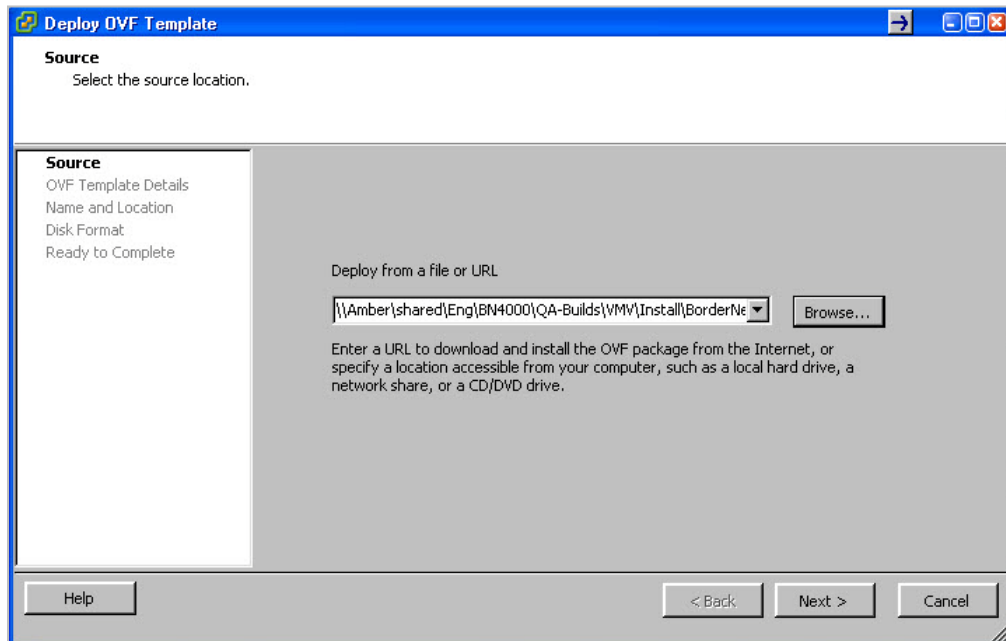 Deploy OVF Template
Source
Select the source location.
Source
OVF Template Details
Name and Location
Disk Format
Ready to Complete
Deploy from a file or URL
\\Amber\shared\Eng\BN4000\QA-Builds\VMV\Install\BorderNe
Browse...
Enter a URL to download and install the OVF package from the Internet, or
specify a location accessible from your computer, such as a local hard drive, a
network share, or a CD/DVD drive.
Help
< Back
Next >
Cancel